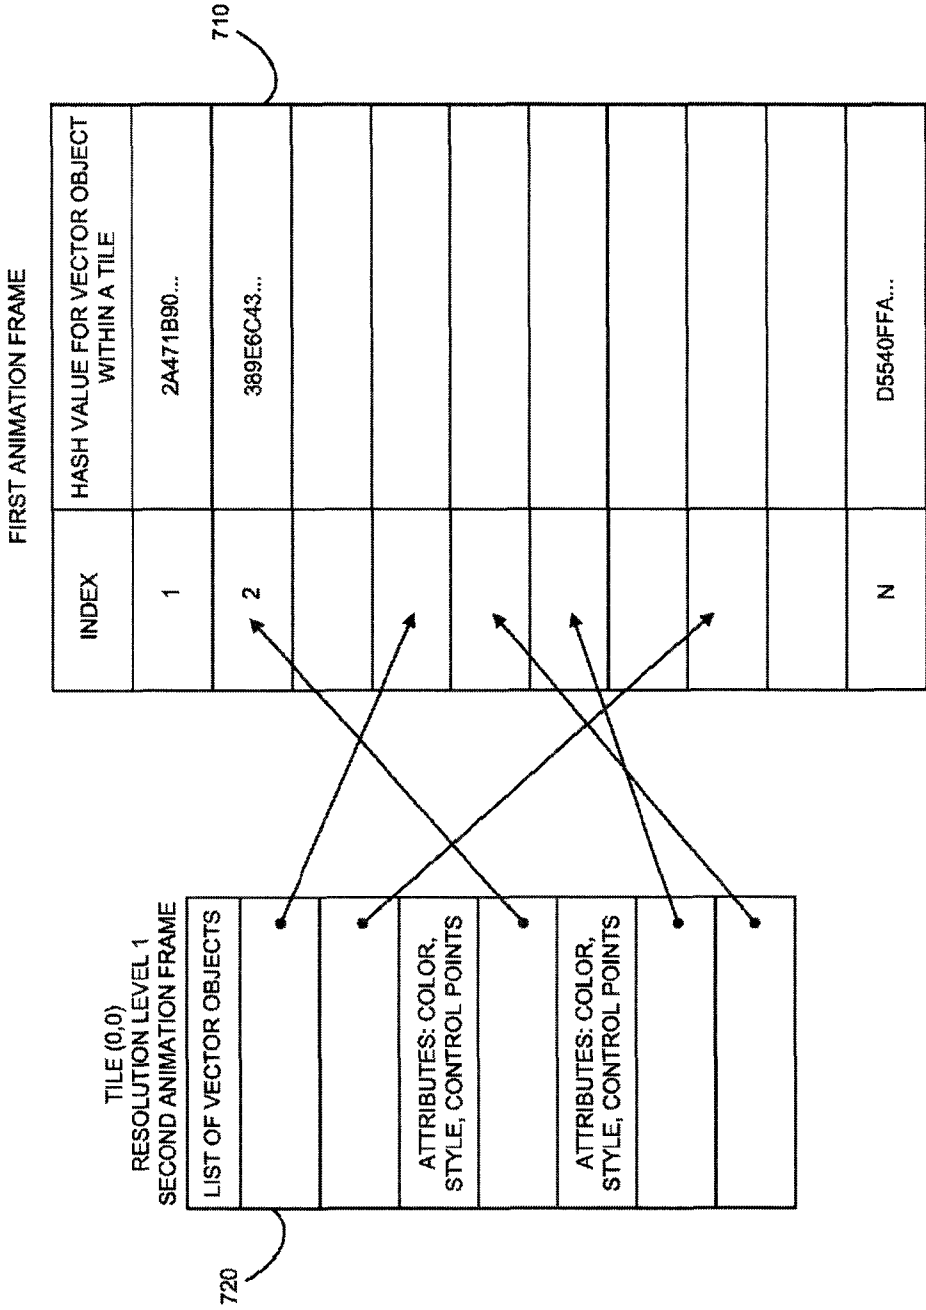 FIRST ANIMATION FRAME
710
INDEX
HASH VALUE FOR VECTOR OBJECT
WITHIN A TILE
1
2A471B90...
2
389E6C43...
N
D5540FFA...
TILE (0,0)
RESOLUTION LEVEL 1
SECOND ANIMATION FRAME
LIST OF VECTOR OBJECTS
ATTRIBUTES: COLOR,
STYLE, CONTROL POINTS
ATTRIBUTES: COLOR,
STYLE, CONTROL POINTS
720